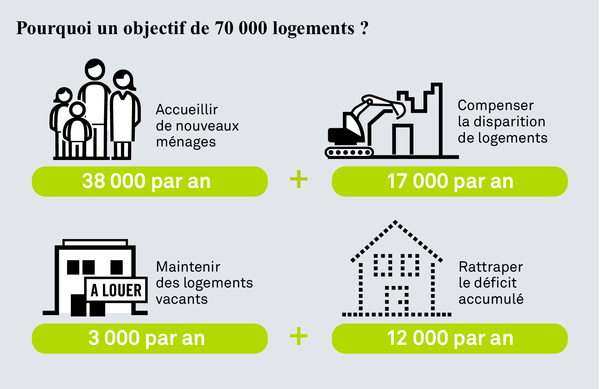 Pourquoi un objectif de 70 000 logements ?
Accueillir
de nouveaux
ménages
38 000 par an
+
Compenser
la disparition
de logements
17 000 par an
A LOUER
Maintenir
des logements
vacants
3 000 par an
+
Rattraper
le déficit
accumulé
12 000 par an